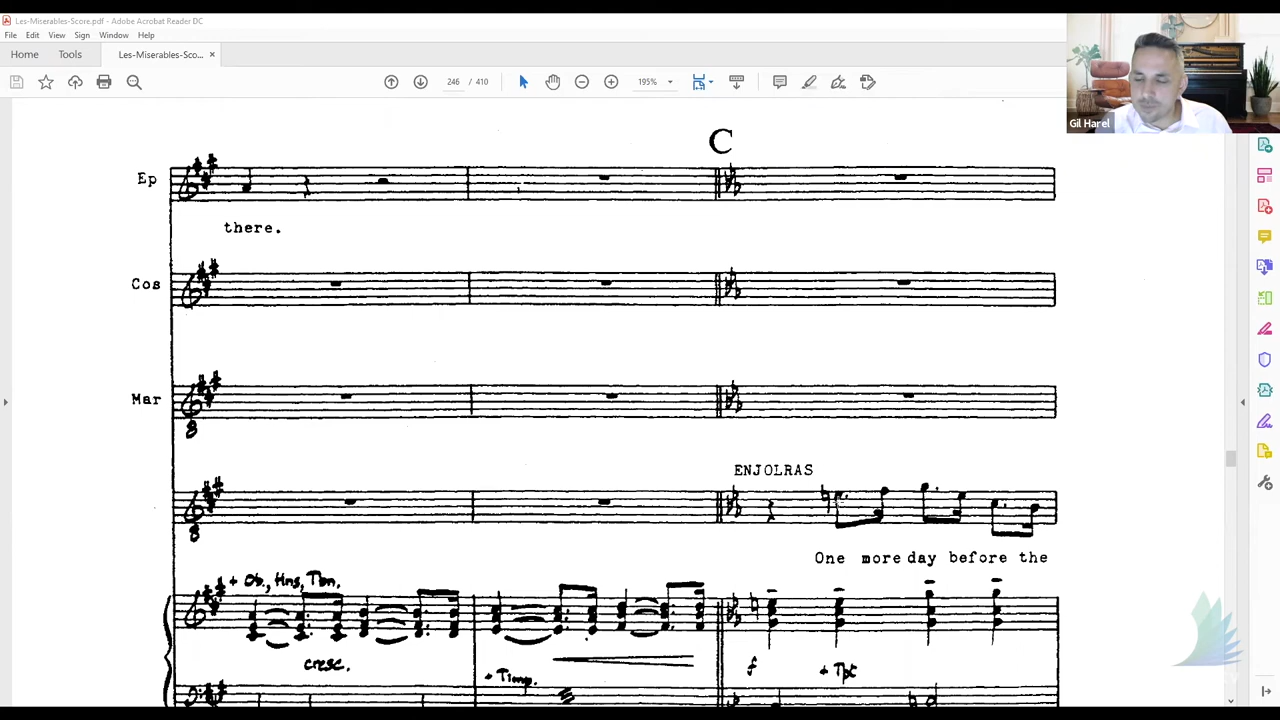 Les-Miserables-Score.pdf - Adobe Acrobat Reader DC
File Edit View Sign Window Help
Home Tools Les-Miserables-Sco... ×
246 / 410 195%
Gil Harel
C
Ep
there.
Cos
Mar
8
ENJOLRAS
8
One more day before the
+ Ob., Hns, Tbn.
cresc.
+ Timp.
f
+ Tpt